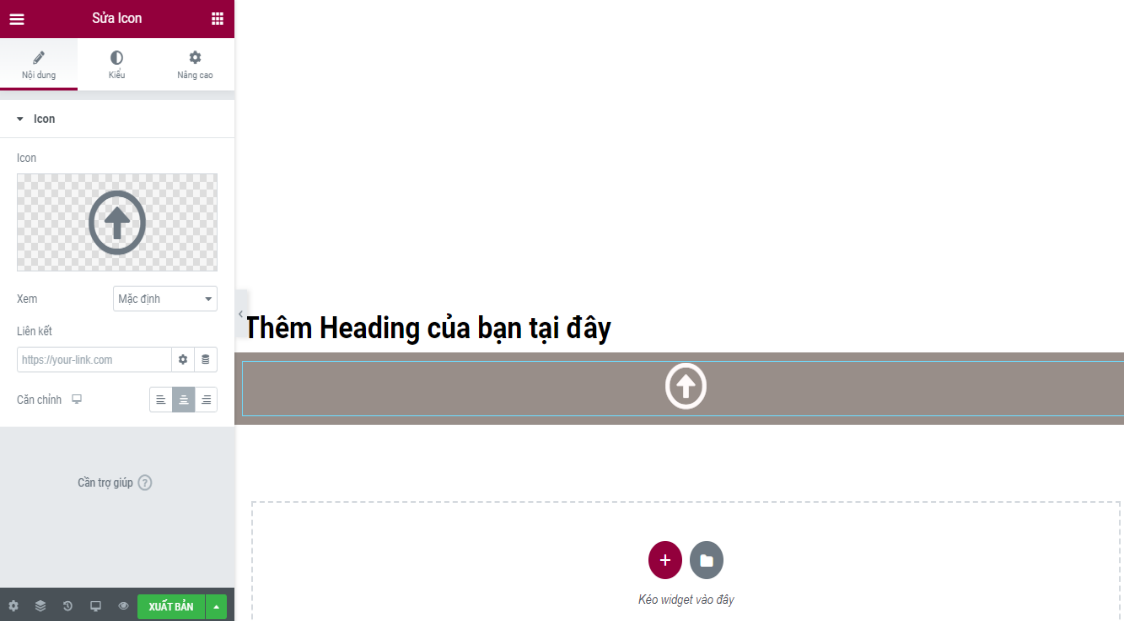 Sửa Icon
Nội dung
Kiểu
Nâng cao
Icon
Icon
Xem
Mặc định
Liên kết
https://your-link.com
Căn chỉnh
Cần trợ giúp ?
XUẤT BẢN
Thêm Heading của bạn tại đây
Kéo widget vào đây